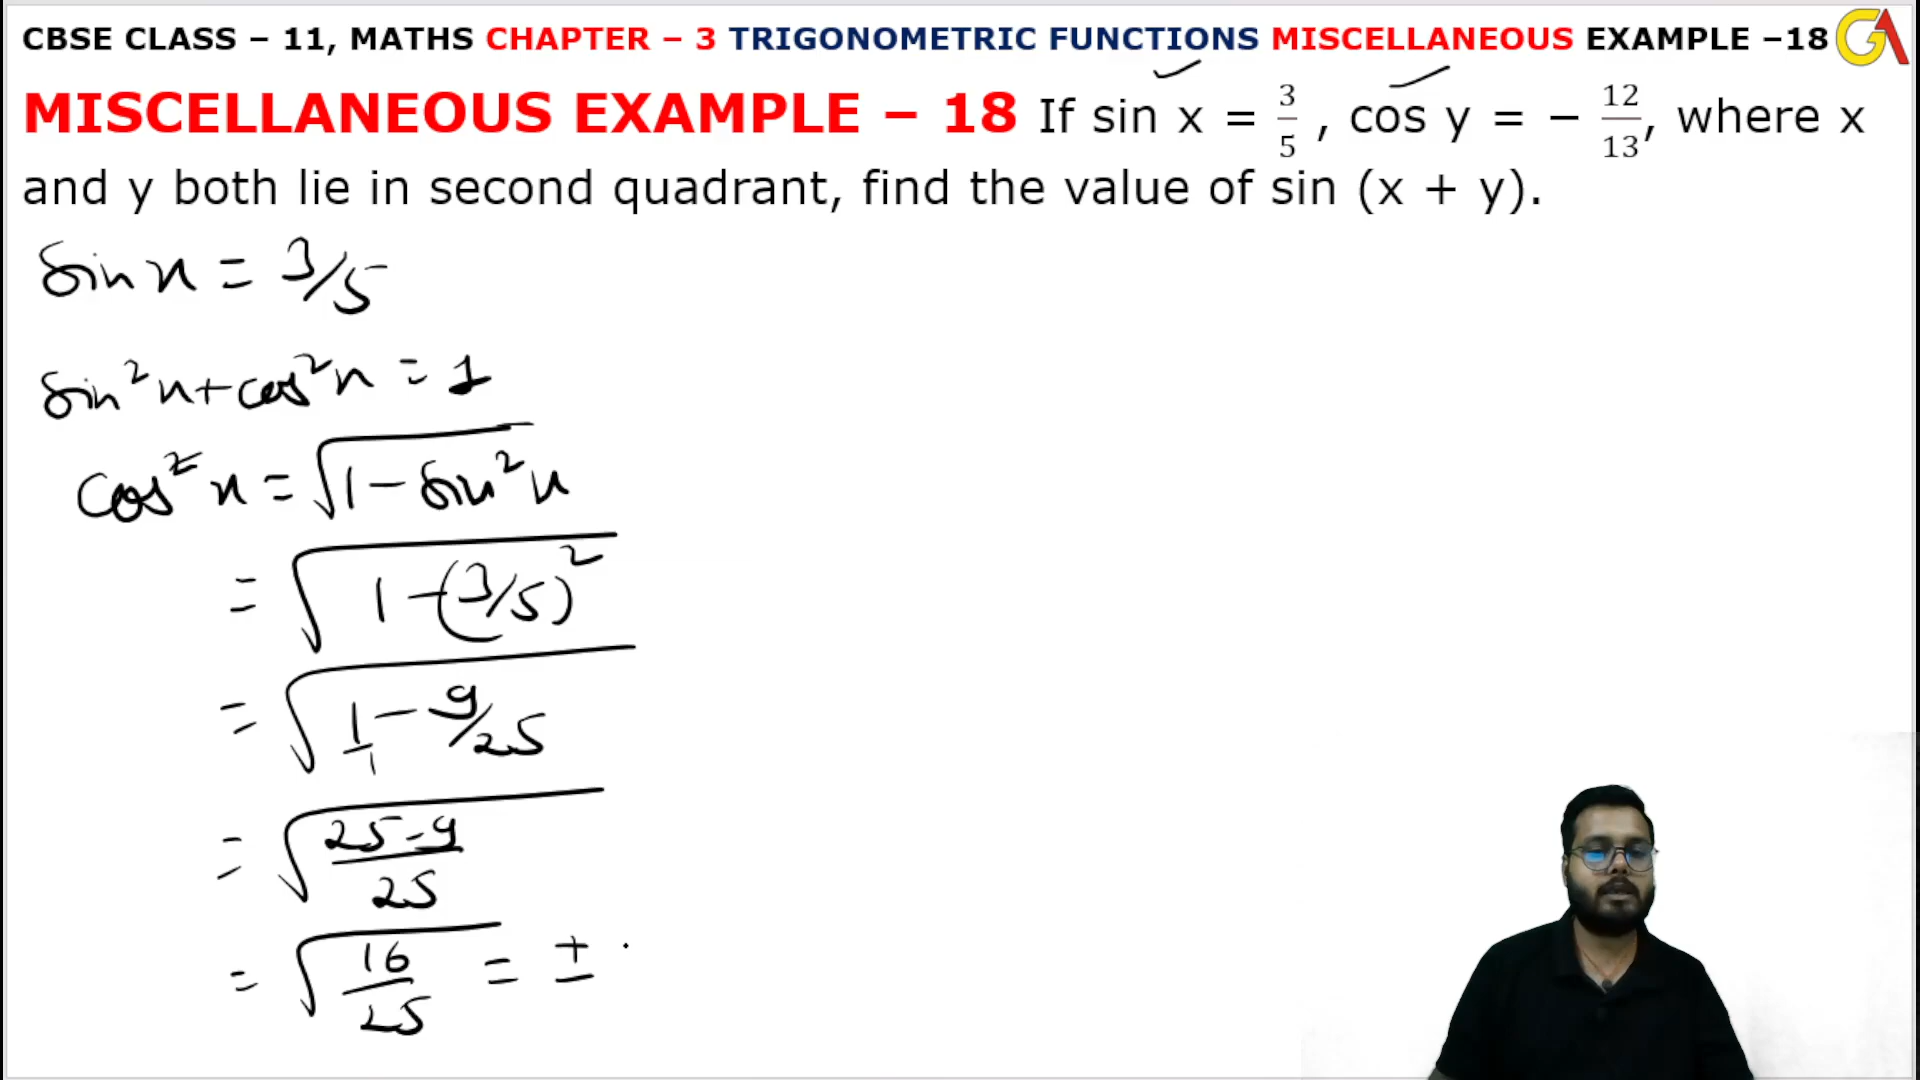 CBSE CLASS – 11, MATHS CHAPTER – 3 TRIGONOMETRIC FUNCTIONS MISCELLANEOUS EXAMPLE –18 GA
MISCELLANEOUS EXAMPLE – 18 If sin x = 3/5 , cos y = − 12/13, where x
and y both lie in second quadrant, find the value of sin (x + y).
sin x = 3/5
sin²x+cos²x = 1
cos²x = √1−sin²x
= √1−(3/5)²
= √1/1−9/25
= √25−9/25
= √16/25 = ±